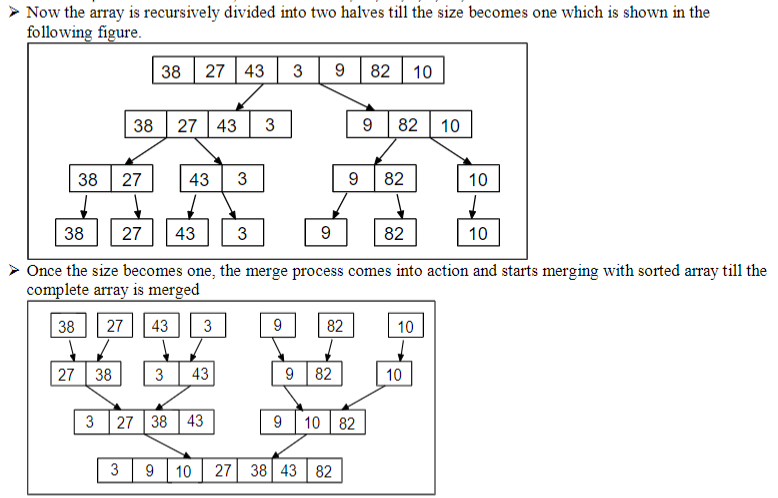 ➢ Now the array is recursively divided into two halves till the size becomes one which is shown in the
following figure.
38 27 43 3 9 82 10
38 27 43 3 9 82 10
38 27 43 3 9 82 10
38 27 43 3 9 82 10
➢ Once the size becomes one, the merge process comes into action and starts merging with sorted array till the
complete array is merged
38 27 43 3 9 82 10
27 38 3 43 9 82 10
3 27 38 43 9 10 82
3 9 10 27 38 43 82